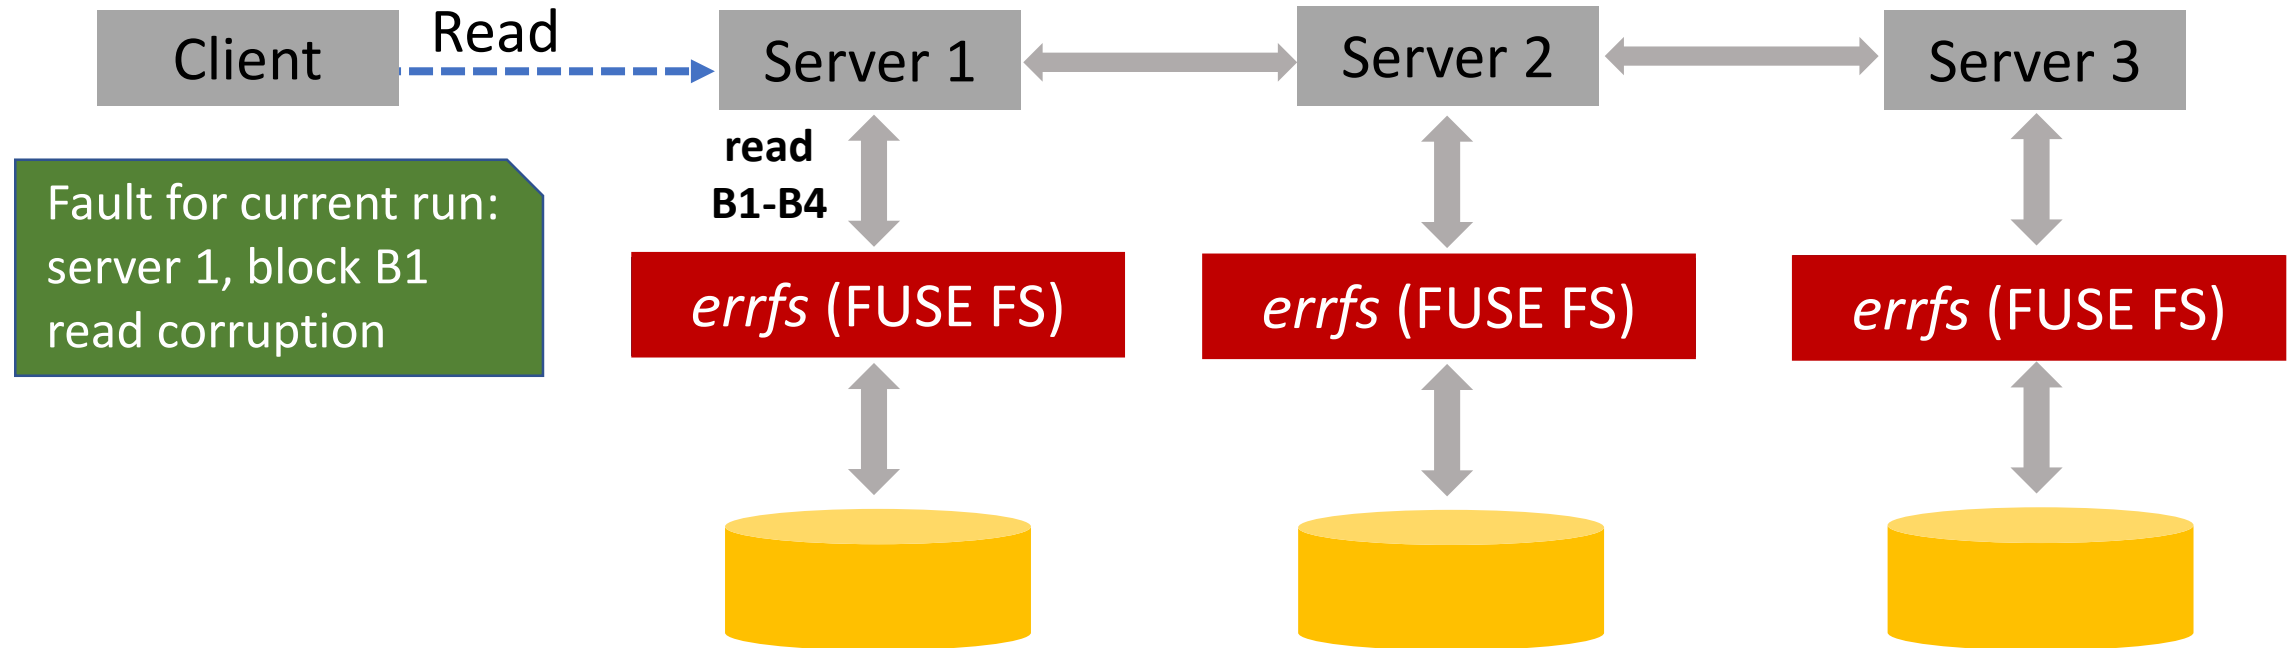 Client
Read
Server 1
Server 2
Server 3
read
B1-B4
Fault for current run:
server 1, block B1
read corruption
errfs (FUSE FS)
errfs (FUSE FS)
errfs (FUSE FS)